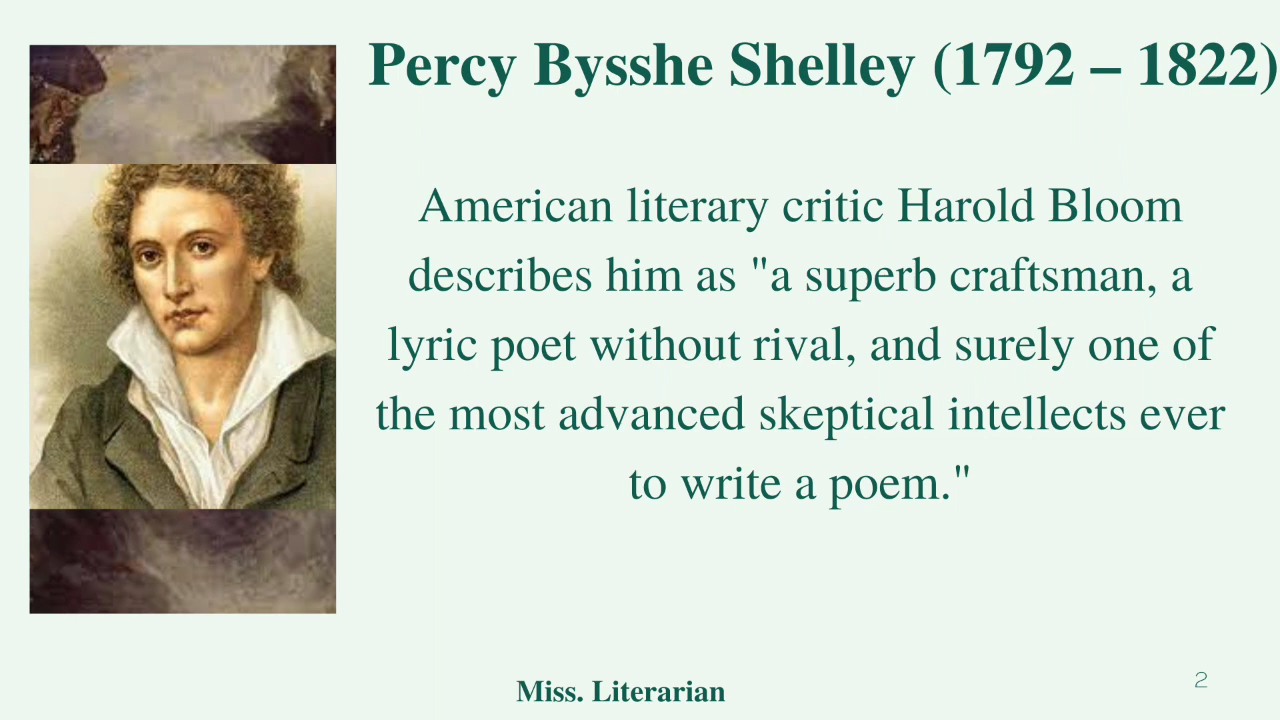 Percy Bysshe Shelley (1792 – 1822)
American literary critic Harold Bloom
describes him as "a superb craftsman, a
lyric poet without rival, and surely one of
the most advanced skeptical intellects ever
to write a poem."
Miss. Literarian
2